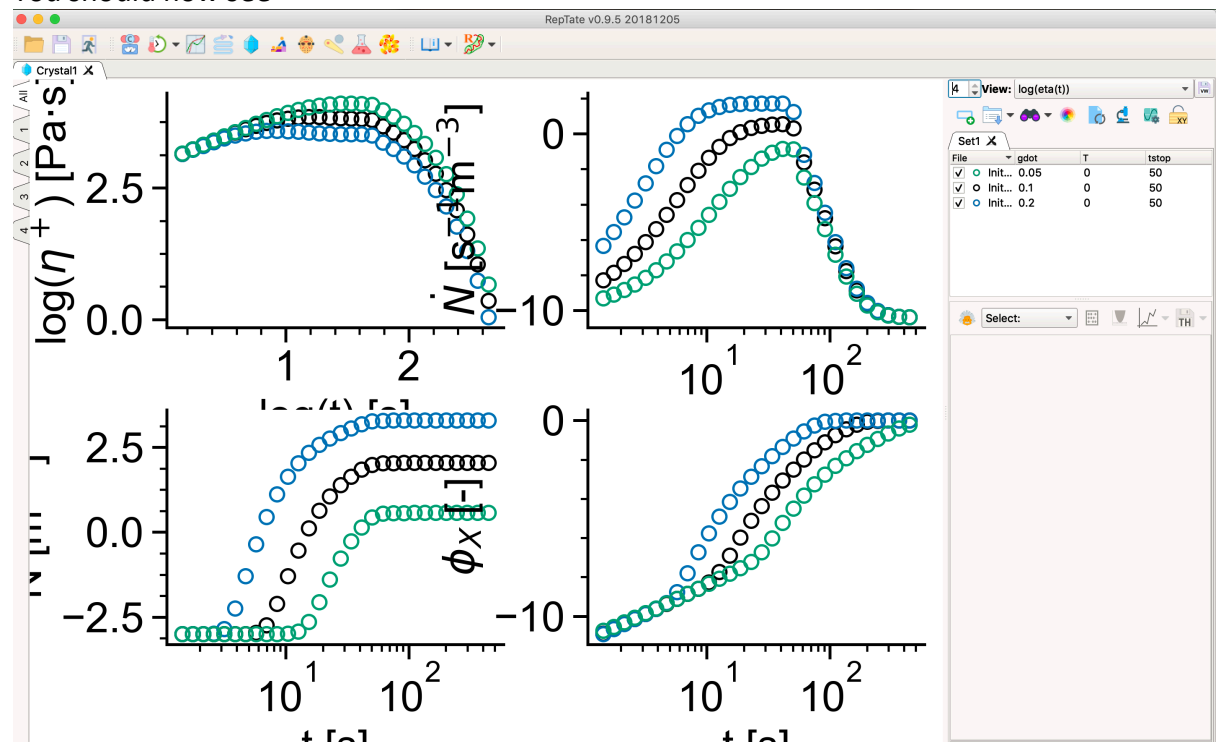 RepTate v0.9.5 20181205
Crystal1 X
All
1
2
3
4
log(η⁺) [Pa·s]
2.5
0.0
1 2
Ṅ [s⁻¹m⁻³]
0
−10
10¹ 10²
2.5
0.0
−2.5
10¹ 10²
t [s]
ϕX [-]
0
−10
10¹ 10²
t [s]
4 View: log(eta(t))
XY
Set1 X
File gdot T tstop
Init... 0.05 0 50
Init... 0.1 0 50
Init... 0.2 0 50
Select:
TH